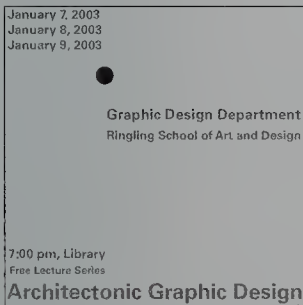 January 7, 2003
January 8, 2003
January 9, 2003
Graphic Design Department
Ringling School of Art and Design
7:00 pm, Library
Free Lecture Series
Architectonic Graphic Design